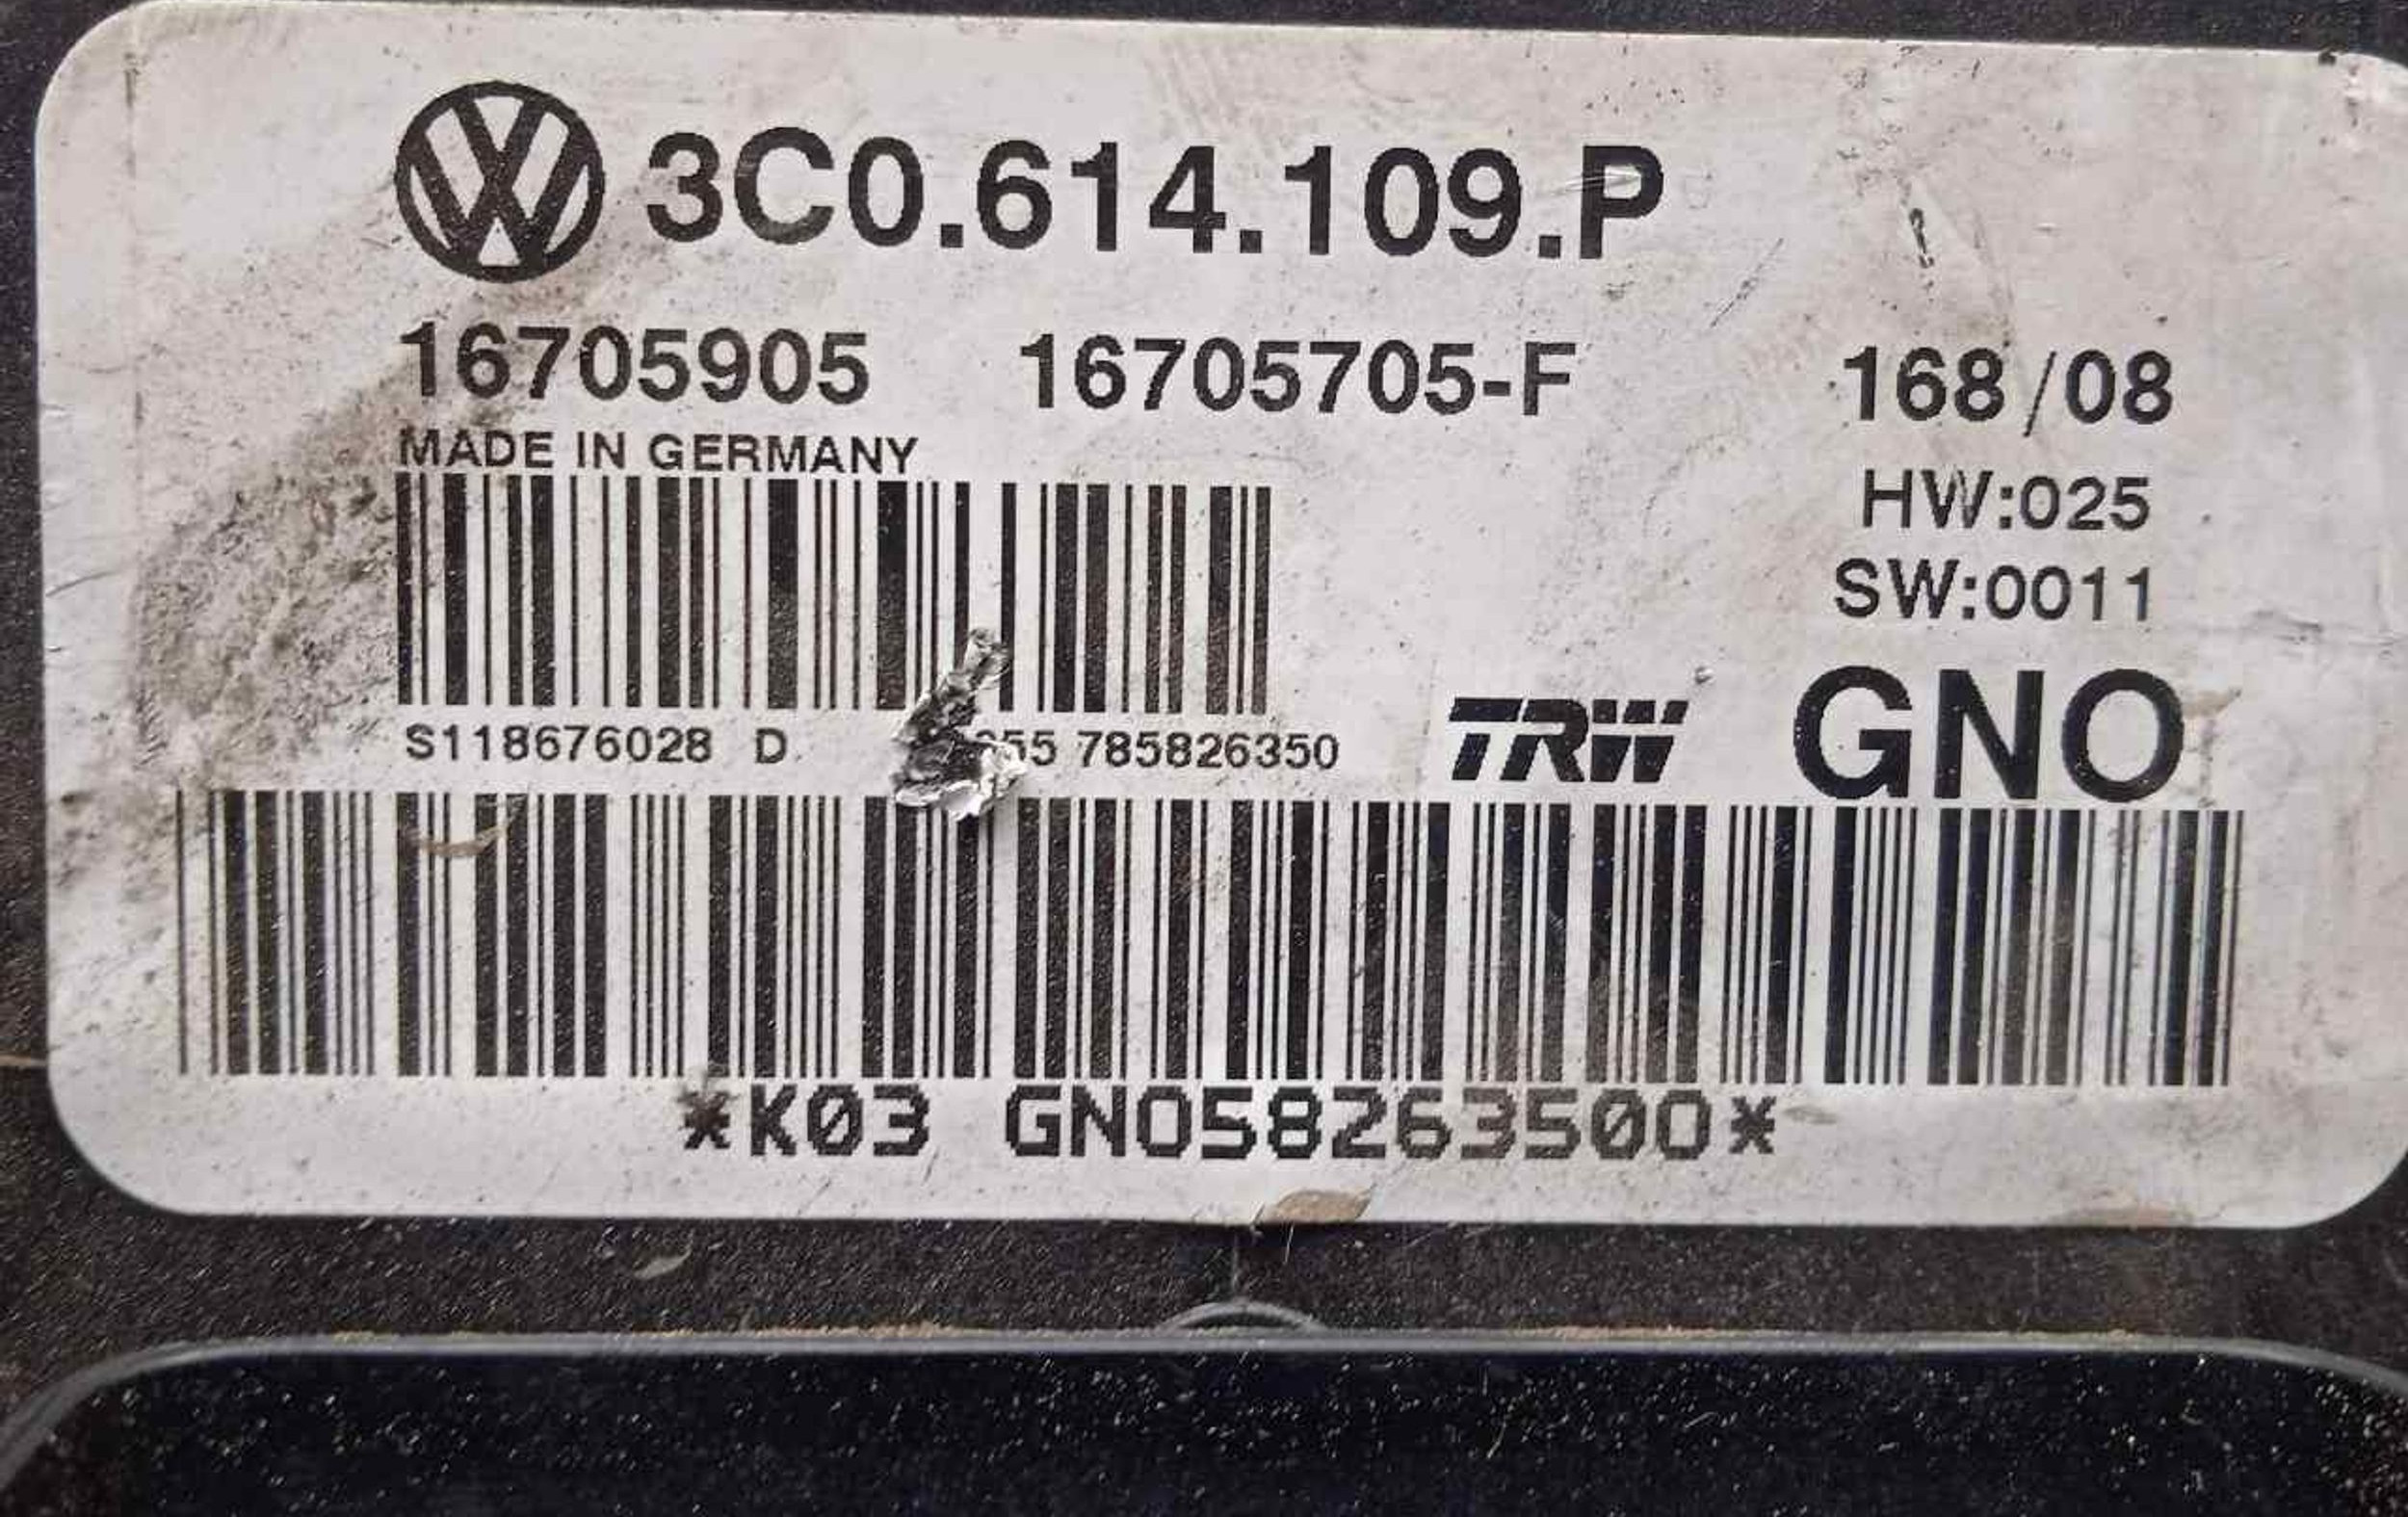 3C0.614.109.P
16705905 16705705-F 168/08
MADE IN GERMANY
HW:025
SW:0011
S118676028 D 785826350
TRW GNO
*K03 GNO58263500*